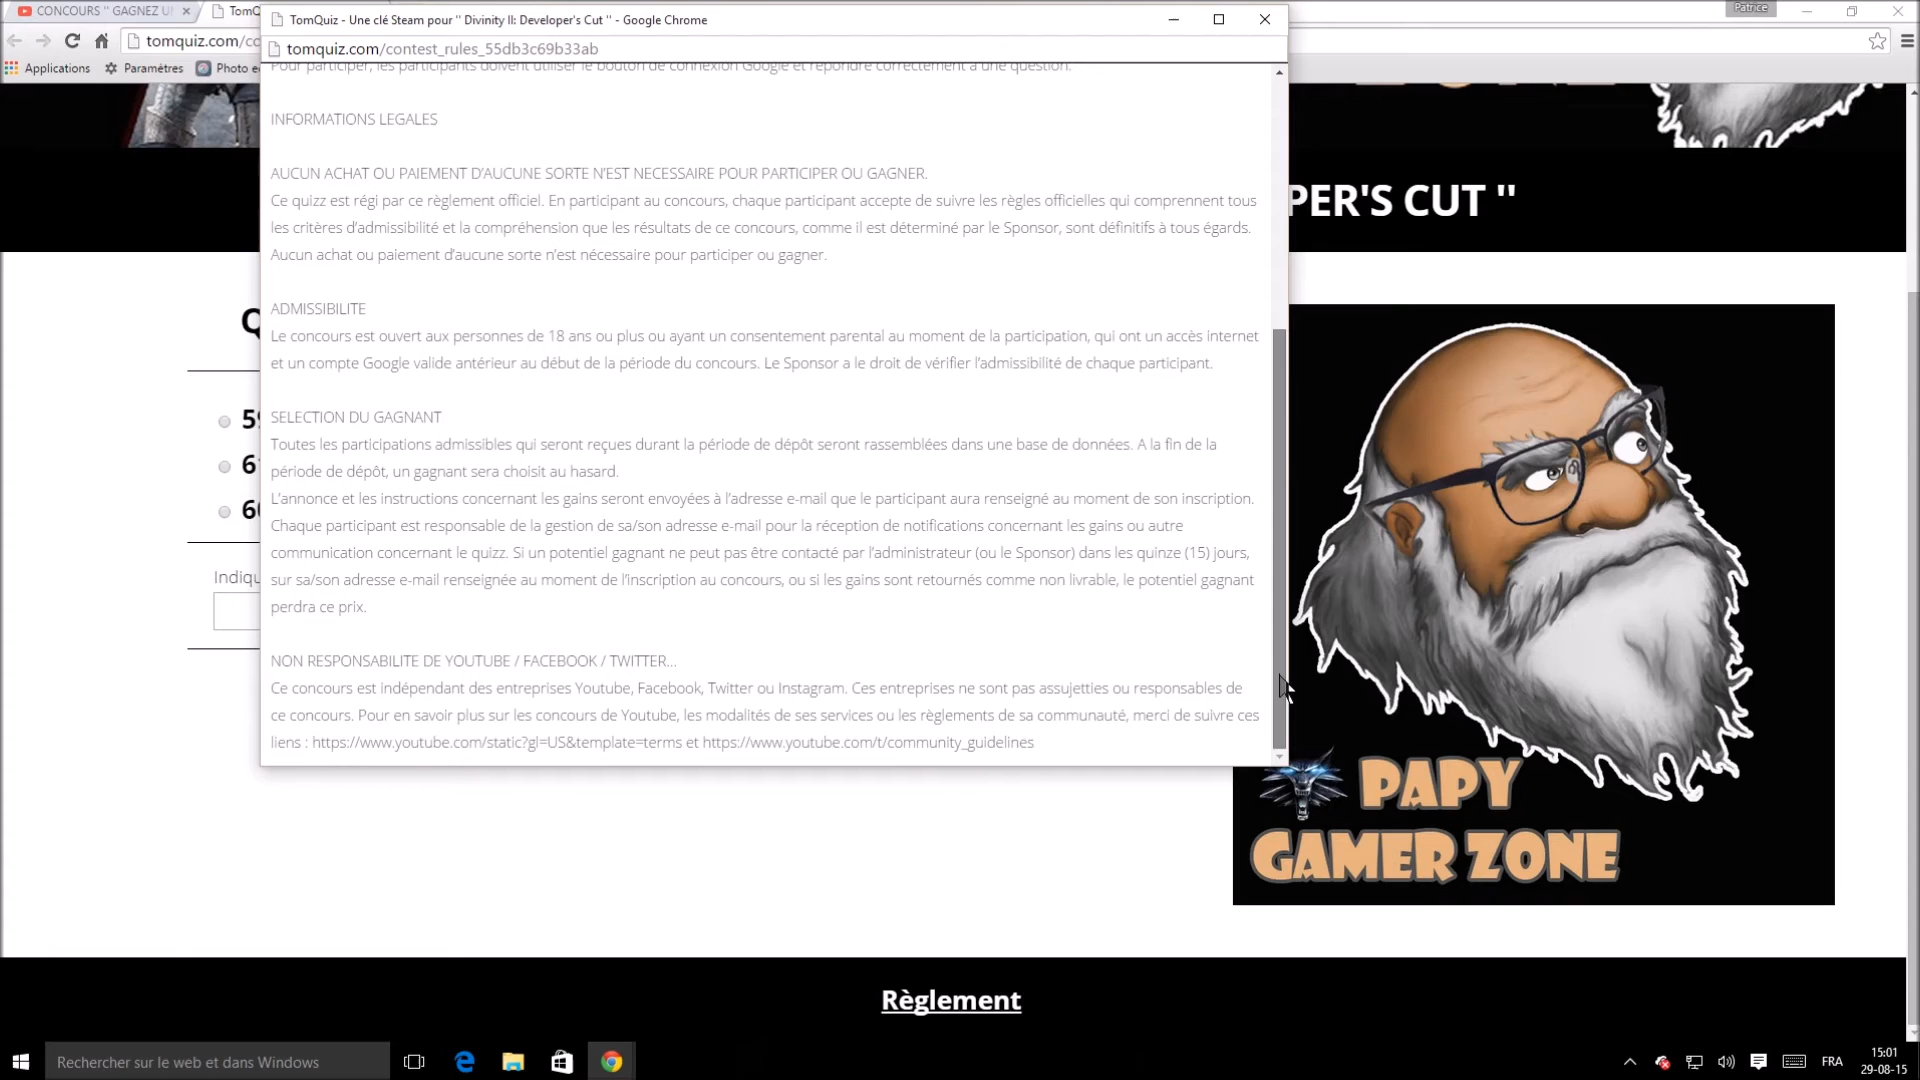 CONCOURS " GAGNEZ U
TomQ
Patrice
TomQuiz - Une clé Steam pour " Divinity II: Developer's Cut " - Google Chrome
tomquiz.com/co
tomquiz.com/contest_rules_55db3c69b33ab
Applications
Paramètres
Photo e
Pour participer, les participants doivent utiliser le bouton de connexion Google et répondre correctement à une question.
INFORMATIONS LEGALES
AUCUN ACHAT OU PAIEMENT D'AUCUNE SORTE N'EST NECESSAIRE POUR PARTICIPER OU GAGNER.
Ce quizz est régi par ce règlement officiel. En participant au concours, chaque participant accepte de suivre les règles officielles qui comprennent tous
les critères d'admissibilité et la compréhension que les résultats de ce concours, comme il est déterminé par le Sponsor, sont définitifs à tous égards.
Aucun achat ou paiement d'aucune sorte n'est nécessaire pour participer ou gagner.
PER'S CUT "
ADMISSIBILITE
Le concours est ouvert aux personnes de 18 ans ou plus ou ayant un consentement parental au moment de la participation, qui ont un accès internet
et un compte Google valide antérieur au début de la période du concours. Le Sponsor a le droit de vérifier l'admissibilité de chaque participant.
SELECTION DU GAGNANT
Toutes les participations admissibles qui seront reçues durant la période de dépôt seront rassemblées dans une base de données. A la fin de la
période de dépôt, un gagnant sera choisit au hasard.
L'annonce et les instructions concernant les gains seront envoyées à l'adresse e-mail que le participant aura renseigné au moment de son inscription.
Chaque participant est responsable de la gestion de sa/son adresse e-mail pour la réception de notifications concernant les gains ou autre
communication concernant le quizz. Si un potentiel gagnant ne peut pas être contacté par l'administrateur (ou le Sponsor) dans les quinze (15) jours,
sur sa/son adresse e-mail renseignée au moment de l'inscription au concours, ou si les gains sont retournés comme non livrable, le potentiel gagnant
perdra ce prix.
NON RESPONSABILITE DE YOUTUBE / FACEBOOK / TWITTER...
Ce concours est indépendant des entreprises Youtube, Facebook, Twitter ou Instagram. Ces entreprises ne sont pas assujetties ou responsables de
ce concours. Pour en savoir plus sur les concours de Youtube, les modalités de ses services ou les règlements de sa communauté, merci de suivre ces
liens : https://www.youtube.com/static?gl=US&template=terms et https://www.youtube.com/t/community_guidelines
Indiqu
PAPY
GAMER ZONE
Règlement
Rechercher sur le web et dans Windows
FRA
15:01
29-08-15